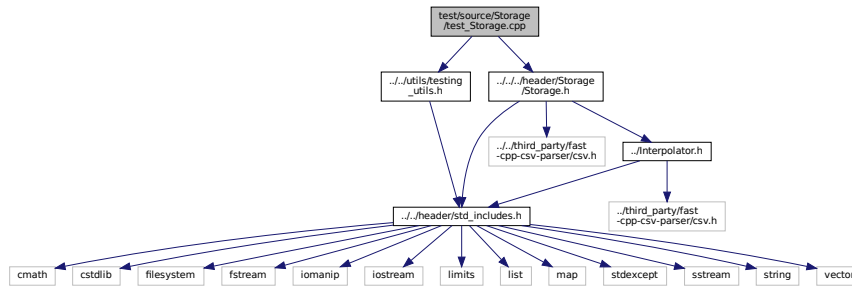 test/source/Storage
/test_Storage.cpp
../../utils/testing
_utils.h
../../../header/Storage
/Storage.h
../../third_party/fast
-cpp-csv-parser/csv.h
../Interpolator.h
../third_party/fast
-cpp-csv-parser/csv.h
../../header/std_includes.h
cmath
cstdlib
filesystem
fstream
iomanip
iostream
limits
list
map
stdexcept
sstream
string
vector